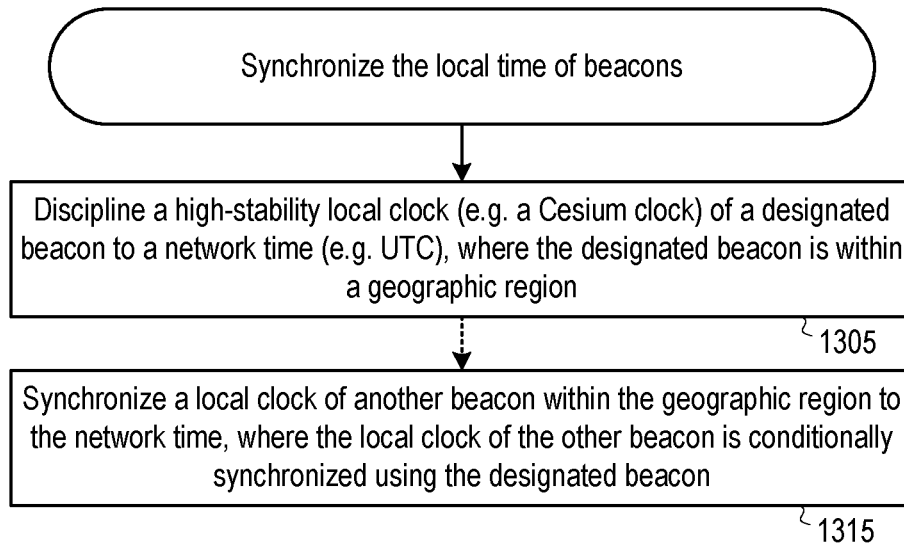 Synchronize the local time of beacons
Discipline a high-stability local clock (e.g. a Cesium clock) of a designated
beacon to a network time (e.g. UTC), where the designated beacon is within
a geographic region
1305
Synchronize a local clock of another beacon within the geographic region to
the network time, where the local clock of the other beacon is conditionally
synchronized using the designated beacon
1315